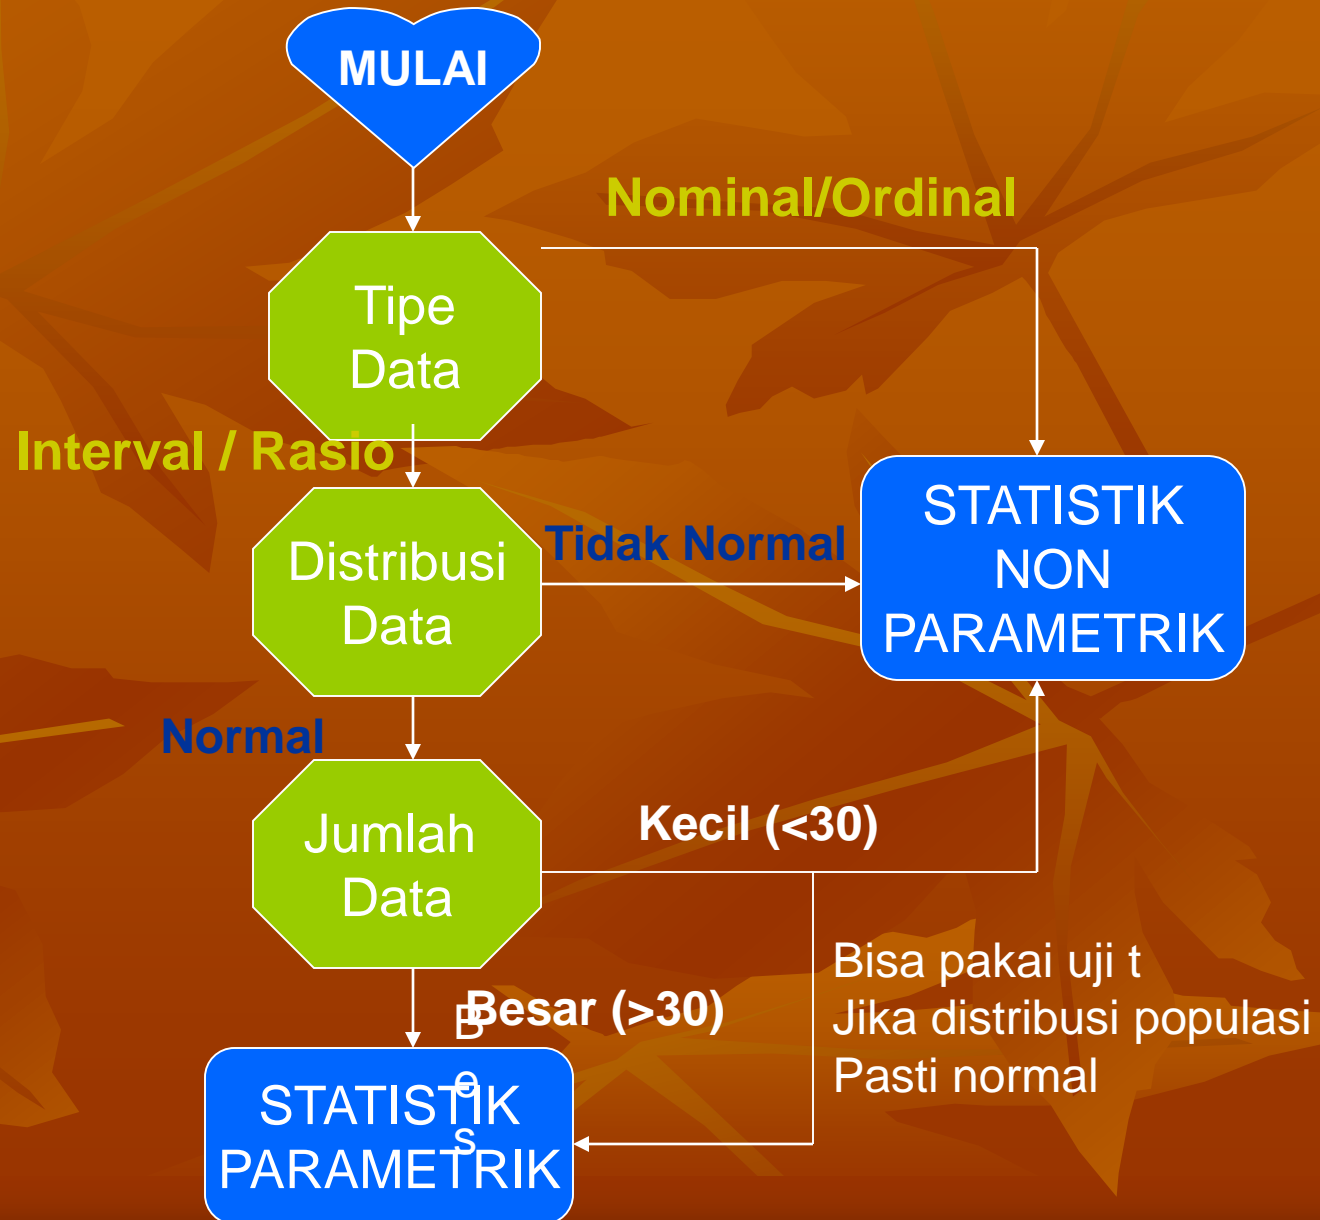 MULAI
Nominal/Ordinal
Tipe
Data
Interval / Rasio
Distribusi
Data
Tidak Normal
STATISTIK
NON
PARAMETRIK
Normal
Jumlah
Data
Kecil (<30)
Bisa pakai uji t
Jika distribusi populasi
Pasti normal
Besar (>30)
B
e
s
STATISTIK
PARAMETRIK